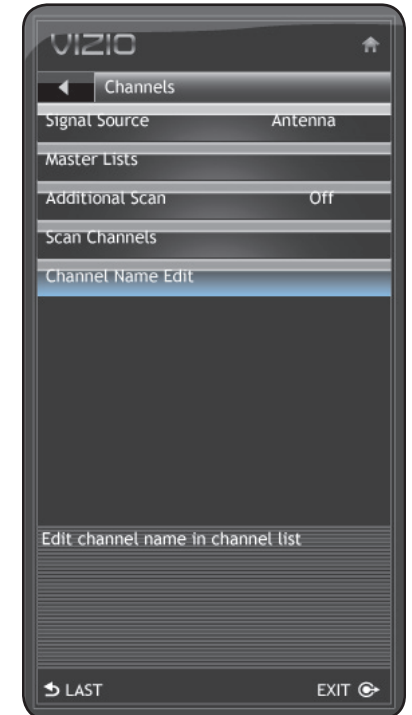 VIZIO
Channels
Signal Source Antenna
Master Lists
Additional Scan Off
Scan Channels
Channel Name Edit
Edit channel name in channel list
LAST EXIT